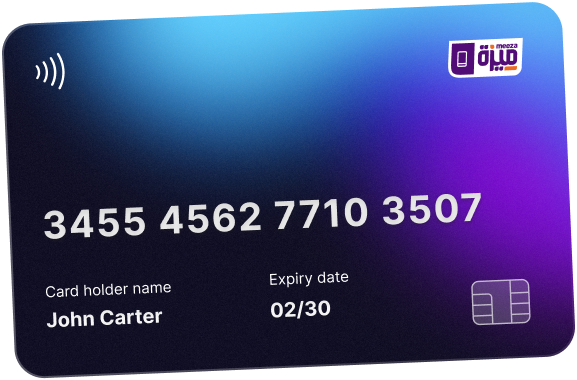 meeza
ميزة
3455 4562 7710 3507
Card holder name
John Carter
Expiry date
02/30